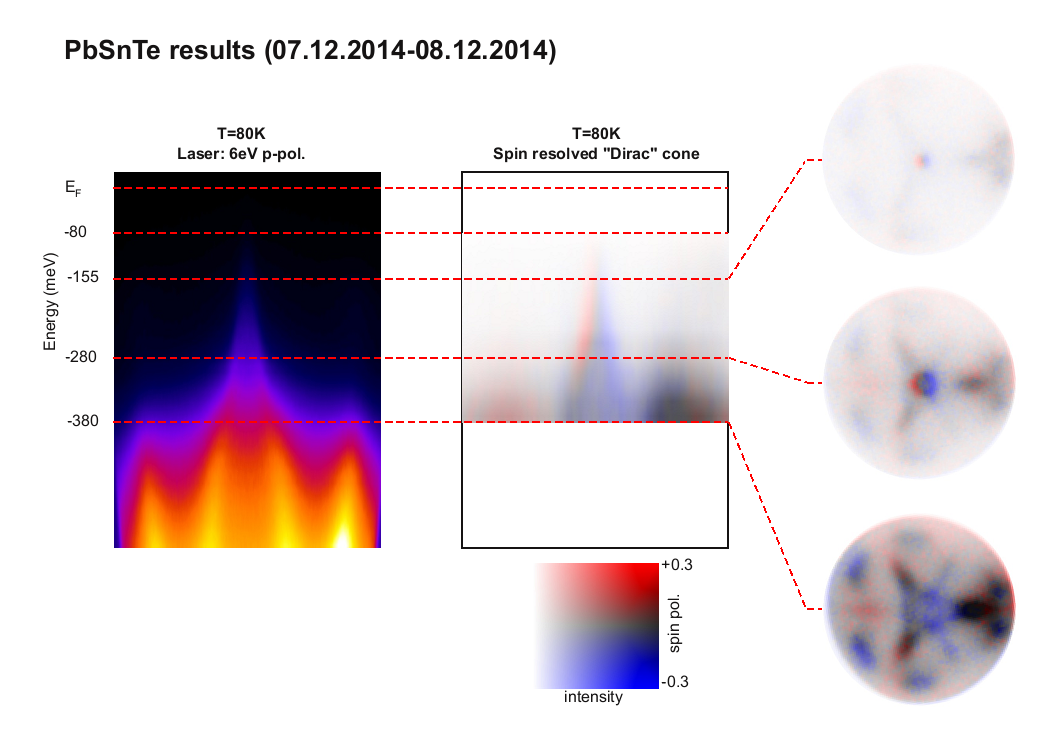 PbSnTe results (07.12.2014-08.12.2014)
T=80K
Laser: 6eV p-pol.
T=80K
Spin resolved "Dirac" cone
EF
-80
-155
-280
-380
Energy (meV)
+0.3
spin pol.
-0.3
intensity